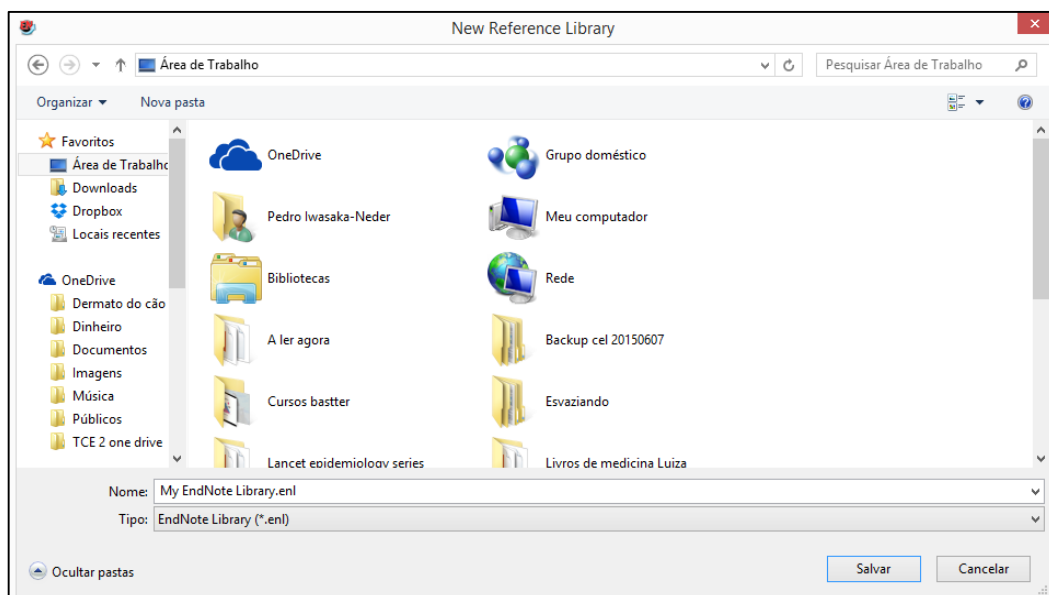 New Reference Library
Área de Trabalho
Pesquisar Área de Trabalho
Organizar
Nova pasta
Favoritos
Área de Trabalhc
Downloads
Dropbox
Locais recentes
OneDrive
Dermato do cão
Dinheiro
Documentos
Imagens
Música
Públicos
TCE 2 one drive
OneDrive
Grupo doméstico
Pedro Iwasaka-Neder
Meu computador
Bibliotecas
Rede
A ler agora
Backup cel 20150607
Cursos bastter
Esvaziando
Lancet epidemiology series
Livros de medicina Luiza
Nome: My EndNote Library.enl
Tipo: EndNote Library (*.enl)
Ocultar pastas
Salvar
Cancelar